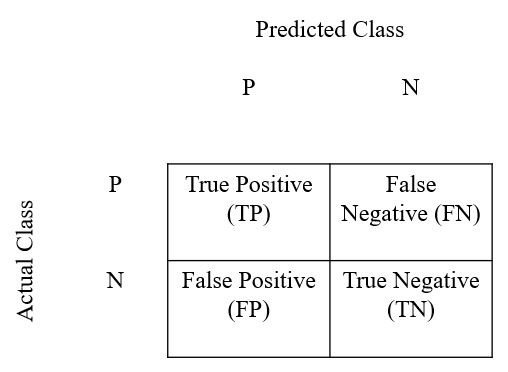 Predicted Class
P N
P True Positive False
(TP) Negative (FN)
Actual Class
N False Positive True Negative
(FP) (TN)